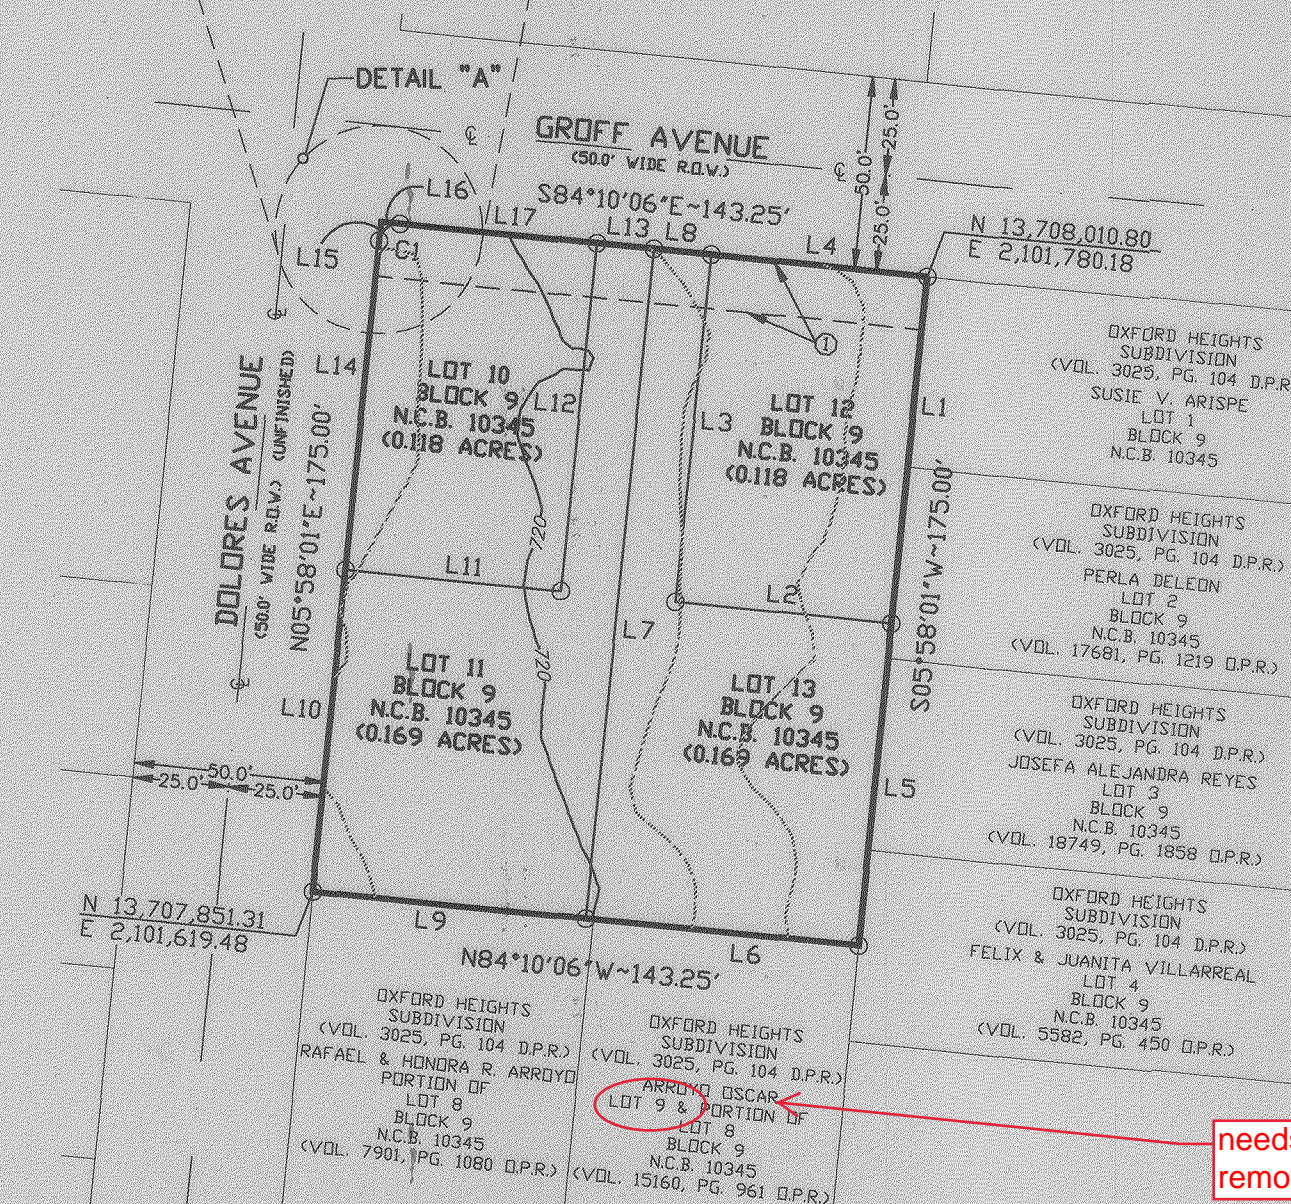 DETAIL "A"
℄
GROFF AVENUE
(50.0' WIDE R.O.W.)
℄
50.0'
25.0'
25.0'
S84°10'06"E~143.25'
L16
L17
L13
L8
L4
L15
C1
N 13,708,010.80
E 2,101,780.18
℄
DOLORES AVENUE
(50.0' WIDE R.O.W.) (UNFINISHED)
N05°58'01"E~175.00'
℄
L14
LOT 10
BLOCK 9
N.C.B. 10345
(0.118 ACRES)
L12
L3
1
LOT 12
BLOCK 9
N.C.B. 10345
(0.118 ACRES)
L1
S05°58'01"W~175.00'
720
L11
L2
L7
720
L10
LOT 11
BLOCK 9
N.C.B. 10345
(0.169 ACRES)
LOT 13
BLOCK 9
N.C.B. 10345
(0.169 ACRES)
L5
50.0'
25.0'
25.0'
N 13,707,851.31
E 2,101,619.48
L9
L6
N84°10'06"W~143.25'
OXFORD HEIGHTS
SUBDIVISION
(VOL. 3025, PG. 104 D.P.R
SUSIE V. ARISPE
LOT 1
BLOCK 9
N.C.B. 10345
OXFORD HEIGHTS
SUBDIVISION
(VOL. 3025, PG. 104 D.P.R.)
PERLA DELEON
LOT 2
BLOCK 9
N.C.B. 10345
(VOL. 17681, PG. 1219 O.P.R.)
OXFORD HEIGHTS
SUBDIVISION
(VOL. 3025, PG. 104 D.P.R.)
JOSEFA ALEJANDRA REYES
LOT 3
BLOCK 9
N.C.B. 10345
(VOL. 18749, PG. 1858 O.P.R.)
OXFORD HEIGHTS
SUBDIVISION
(VOL. 3025, PG. 104 D.P.R.)
FELIX & JUANITA VILLARREAL
LOT 4
BLOCK 9
N.C.B. 10345
(VOL. 5582, PG. 450 O.P.R.)
OXFORD HEIGHTS
SUBDIVISION
(VOL. 3025, PG. 104 D.P.R.)
RAFAEL & HONORA R. ARROYO
PORTION OF
LOT 8
BLOCK 9
N.C.B. 10345
(VOL. 7901, PG. 1080 O.P.R.)
OXFORD HEIGHTS
SUBDIVISION
(VOL. 3025, PG. 104 D.P.R.)
ARROYO OSCAR
LOT 9 & PORTION OF
LOT 8
BLOCK 9
N.C.B. 10345
(VOL. 15160, PG. 961 O.P.R.)
needs
remo